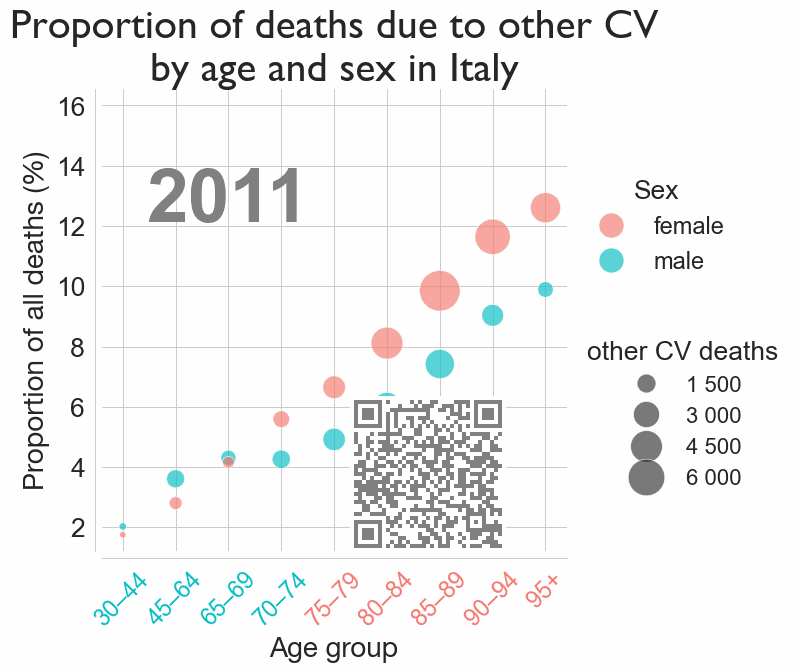 Proportion of deaths due to other CV
by age and sex in Italy
Proportion of all deaths (%)
16
14
12
10
8
6
4
2
2011
30–44
45–64
65–69
70–74
75–79
80–84
85–89
90–94
95+
Age group
Sex
female
male
other CV deaths
1 500
3 000
4 500
6 000